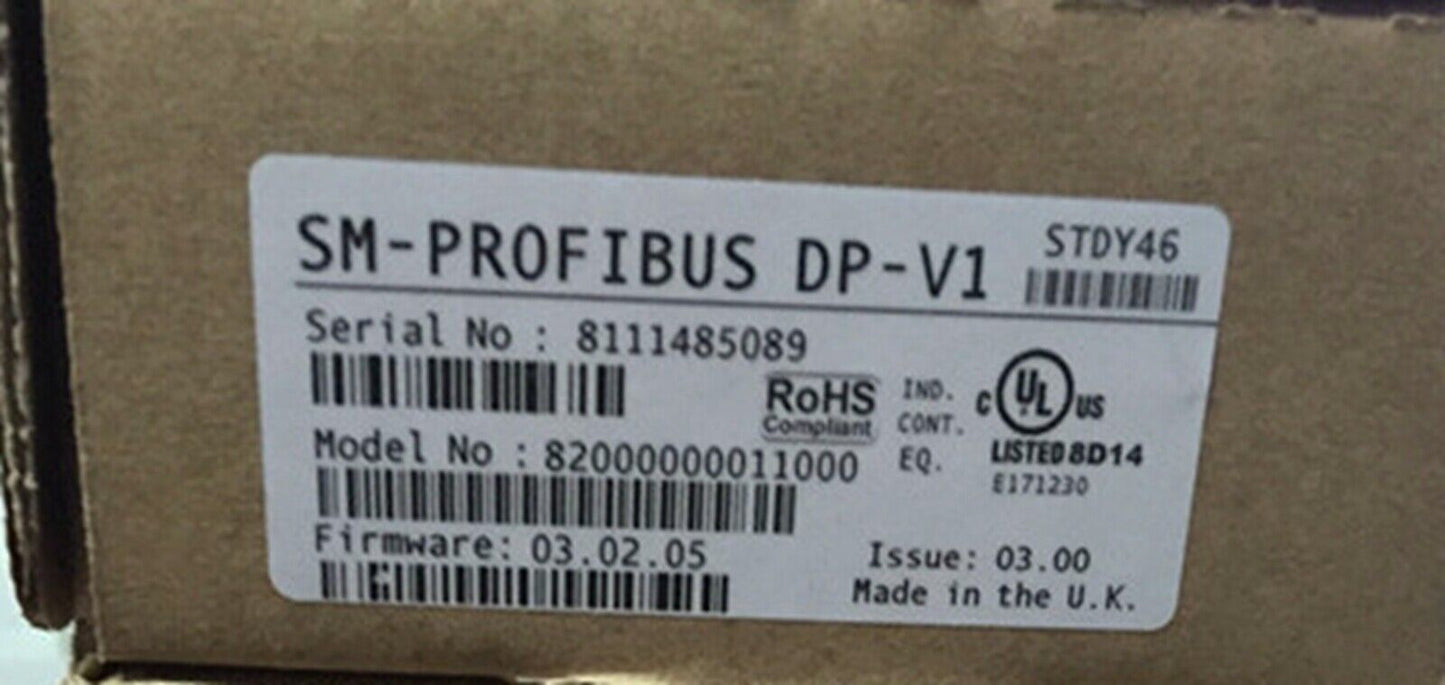 SM-PROFIBUS DP-V1
STDY46
Serial No : 8111485089
RoHS
Compliant
IND.
CONT.
EQ.
C UL US
LISTED 8D14
E171230
Model No : 82000000011000
Firmware: 03.02.05
Issue: 03.00
Made in the U.K.